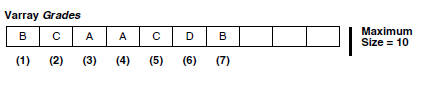 Varray Grades
B C A A C D B
(1) (2) (3) (4) (5) (6) (7)
Maximum
Size = 10